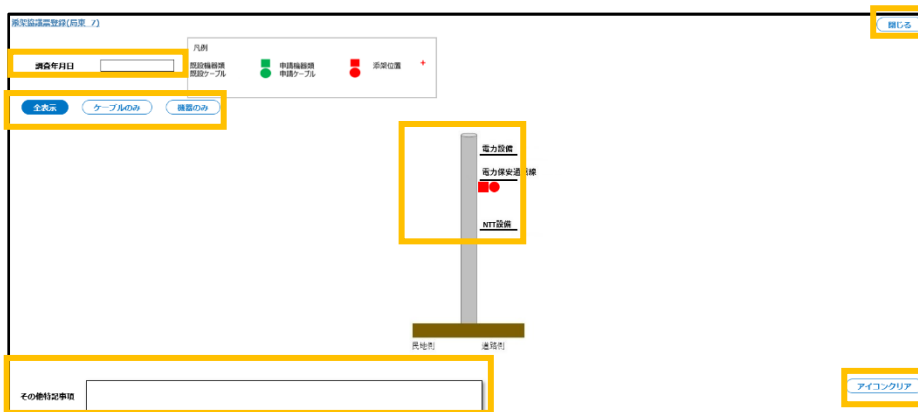 添架協議票登録(局東 7)
閉じる
凡例
調査年月日
既設機器類 申請機器類 添架位置 +
既設ケーブル 申請ケーブル
全表示 ケーブルのみ 機器のみ
電力設備
電力保安通信線
NTT設備
民地側 道路側
その他特記事項
アイコンクリア